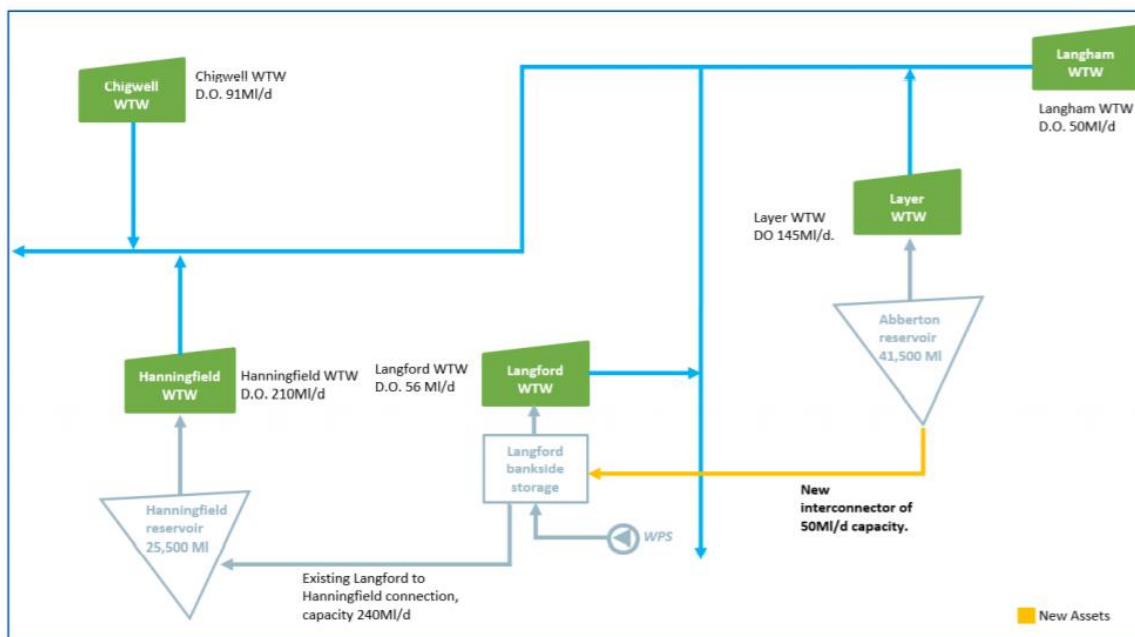 Chigwell
WTW
Chigwell WTW
D.O. 91Ml/d
Langham
WTW
Langham WTW
D.O. 50Ml/d
Layer
WTW
Layer WTW
DO 145Ml/d.
Abberton
reservoir
41,500 Ml
Hanningfield
WTW
Hanningfield WTW
D.O. 210Ml/d
Langford WTW
D.O. 56 Ml/d
Langford
WTW
Langford
bankside
storage
Hanningfield
reservoir
25,500 Ml
WPS
New
interconnector of
50Ml/d capacity.
Existing Langford to
Hanningfield connection,
capacity 240Ml/d
New Assets